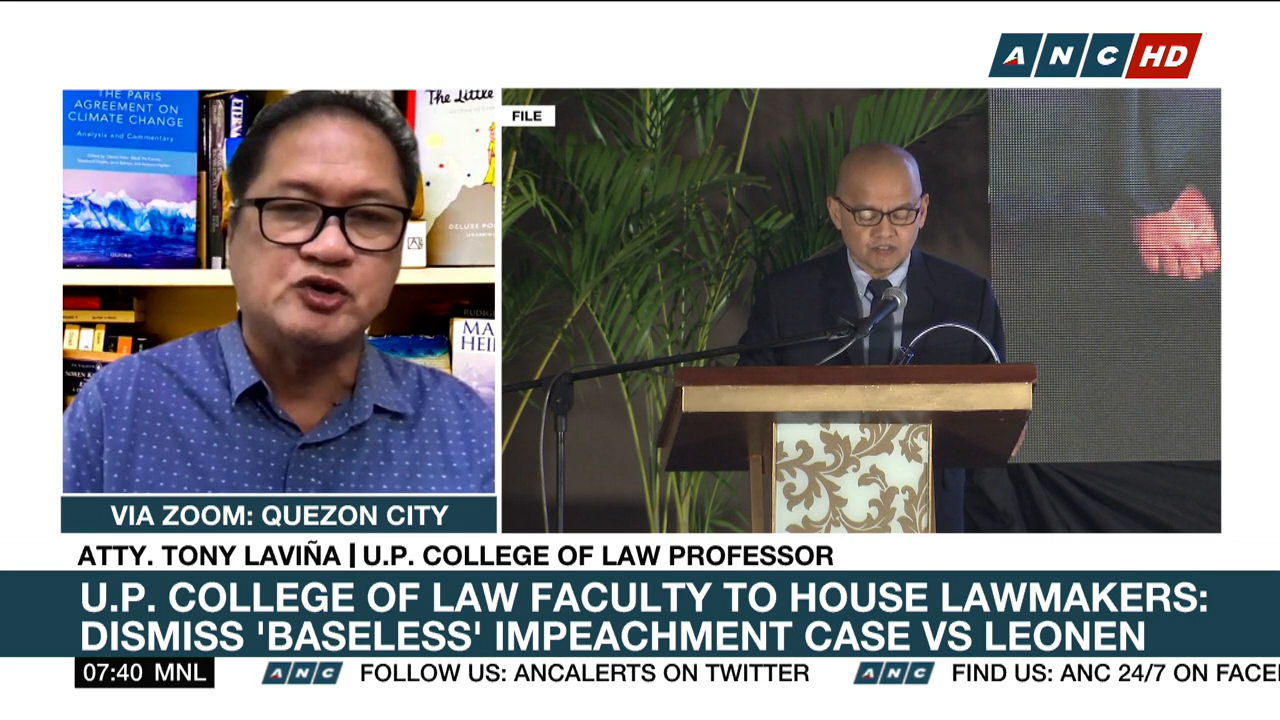 ANC HD
THE PARIS
AGREEMENT ON
CLIMATE CHANGE
Analysis and Commentary
OXFORD
The Little
FILE
VIA ZOOM: QUEZON CITY
ATTY. TONY LAVIÑA | U.P. COLLEGE OF LAW PROFESSOR
U.P. COLLEGE OF LAW FACULTY TO HOUSE LAWMAKERS:
DISMISS 'BASELESS' IMPEACHMENT CASE VS LEONEN
07:40 MNL ANC FOLLOW US: ANCALERTS ON TWITTER ANC FIND US: ANC 24/7 ON FACE